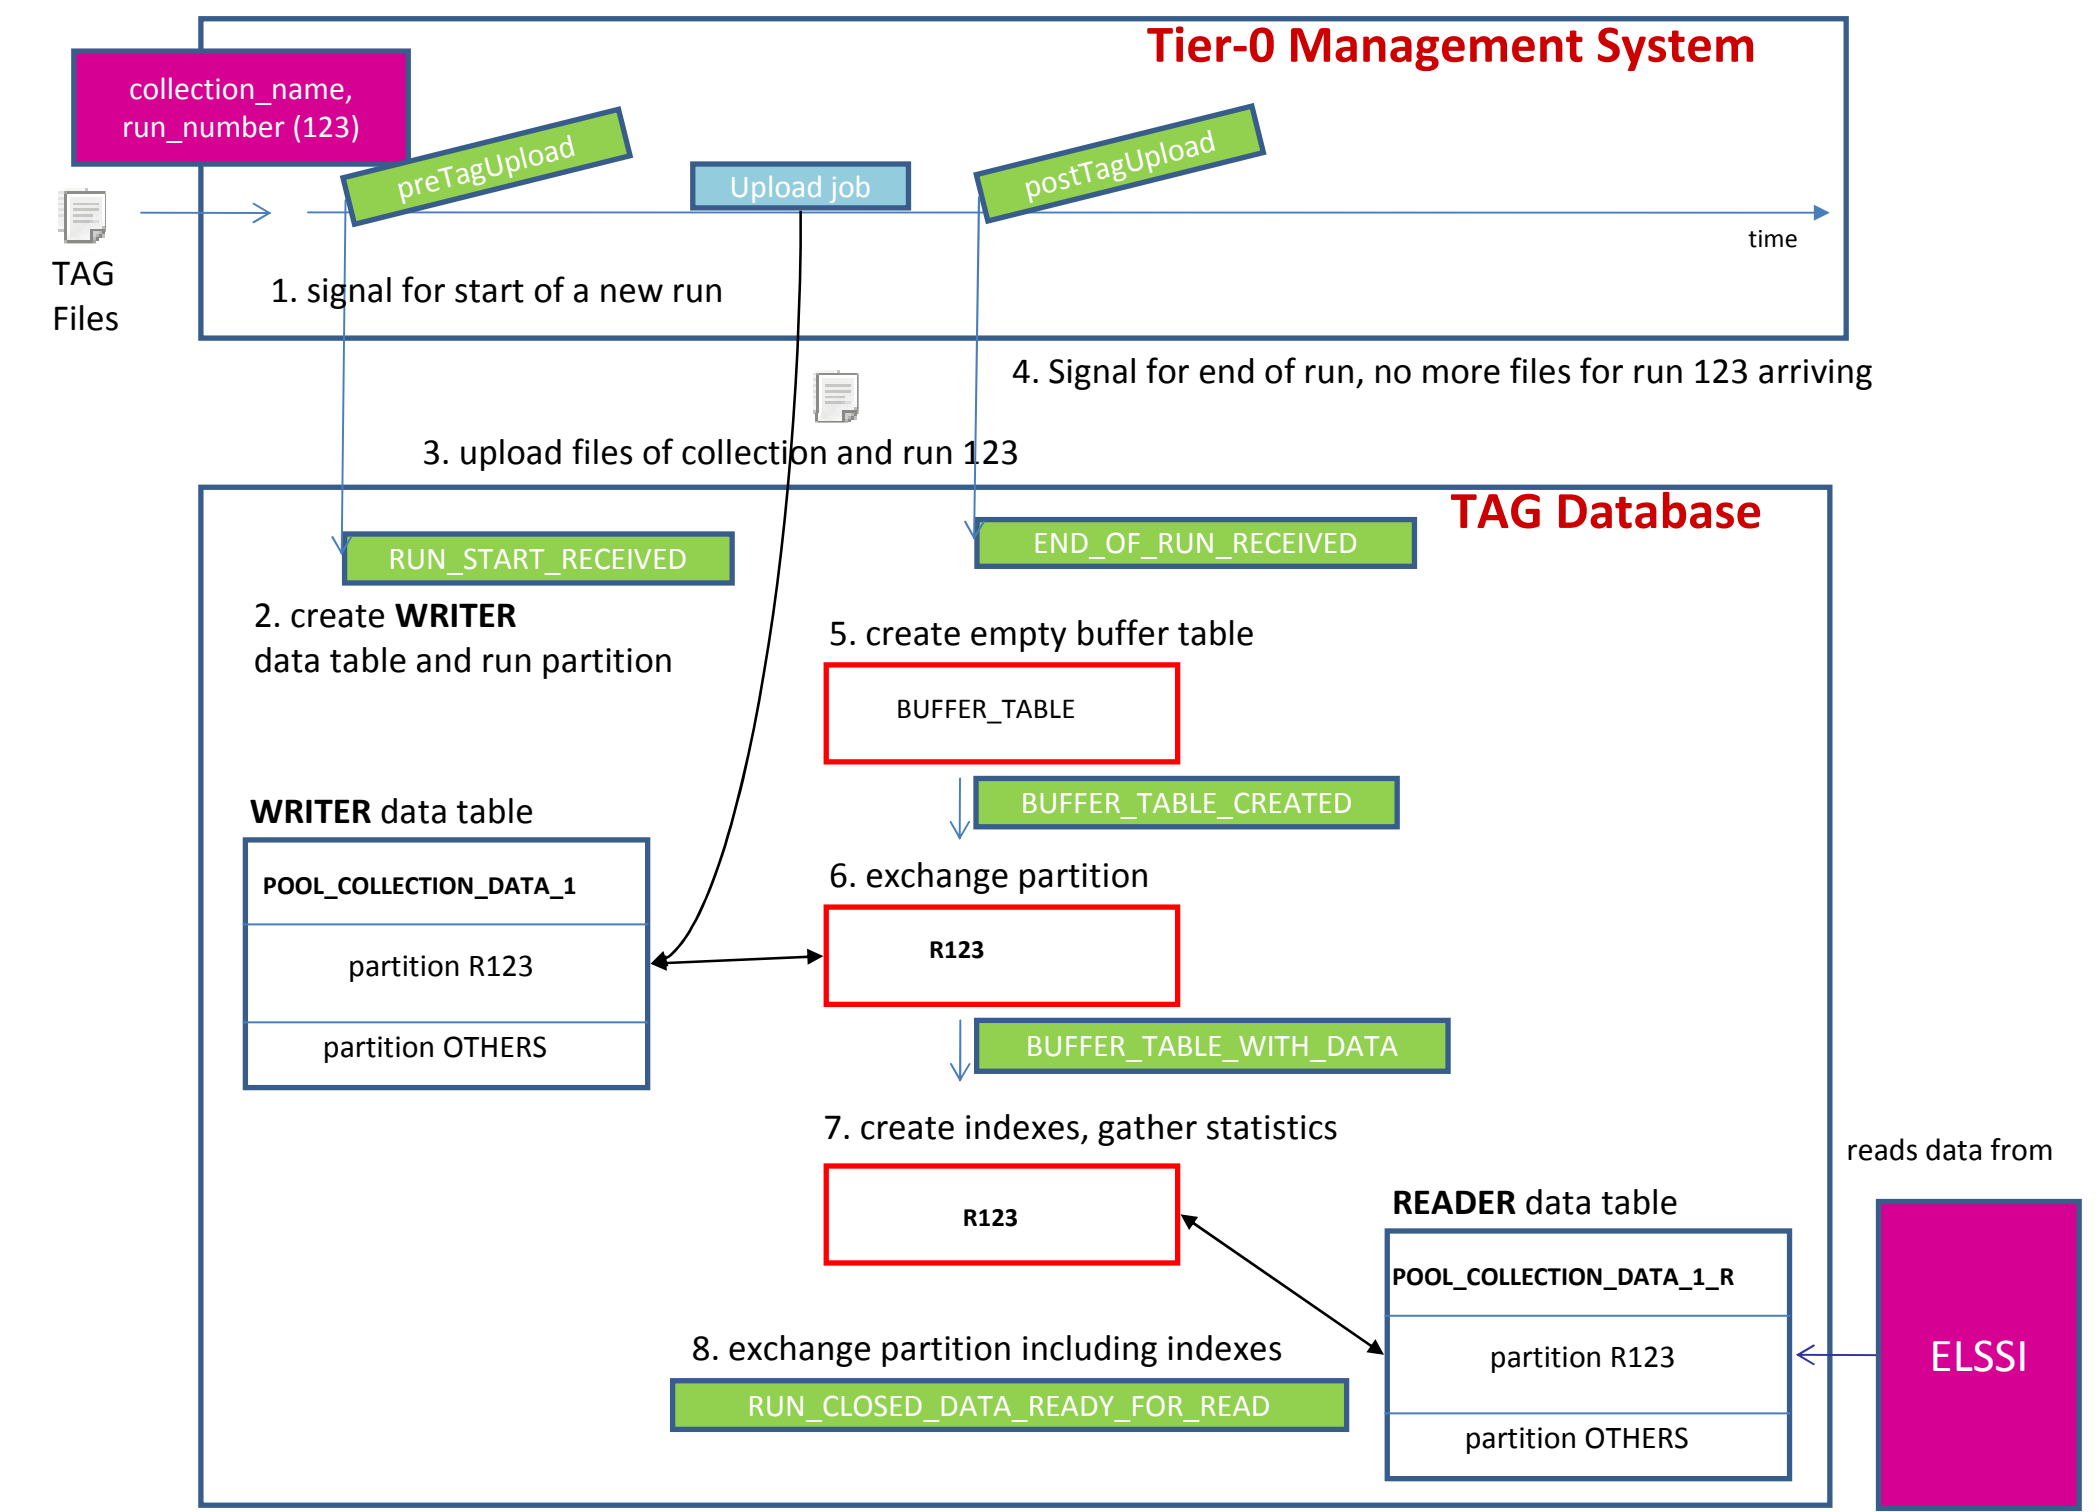 Tier-0 Management System
collection_name,
run_number (123)
preTagUpload
Upload job
postTagUpload
time
TAG
Files
1. signal for start of a new run
4. Signal for end of run, no more files for run 123 arriving
3. upload files of collection and run 123
TAG Database
RUN_START_RECEIVED
END_OF_RUN_RECEIVED
2. create WRITER
data table and run partition
5. create empty buffer table
BUFFER_TABLE
BUFFER_TABLE_CREATED
WRITER data table
POOL_COLLECTION_DATA_1
partition R123
partition OTHERS
6. exchange partition
R123
BUFFER_TABLE_WITH_DATA
7. create indexes, gather statistics
R123
reads data from
READER data table
POOL_COLLECTION_DATA_1_R
partition R123
partition OTHERS
ELSSI
8. exchange partition including indexes
RUN_CLOSED_DATA_READY_FOR_READ